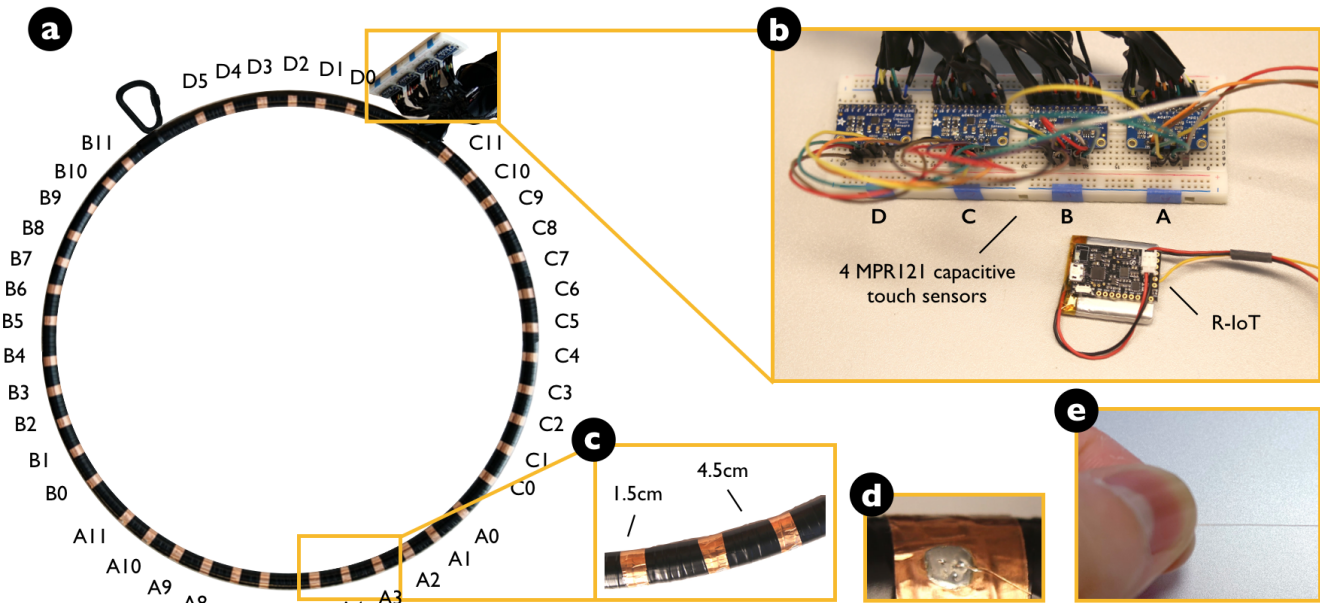 a
D5 D4 D3 D2 D1 D0
B11
B10
B9
B8
B7
B6
B5
B4
B3
B2
B1
B0
A11
A10
A9
A8
A3
A2
A1
A0
C11
C10
C9
C8
C7
C6
C5
C4
C3
C2
C1
C0
b
D C B A
4 MPR121 capacitive
touch sensors
R-IoT
c
1.5cm
4.5cm
d
e